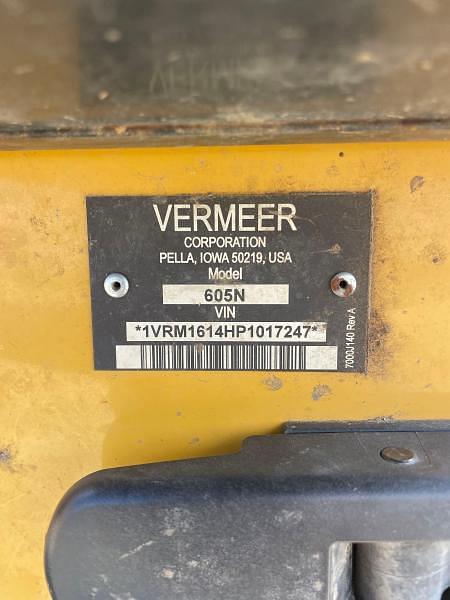 VERMEER
CORPORATION
PELLA, IOWA 50219, USA
Model
605N
VIN
*1VRM1614HP1017247*
7000J140 Rev A